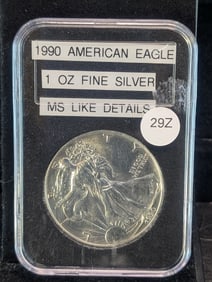 1990 AMERICAN EAGLE
1 OZ FINE SILVER
MS LIKE DETAILS
29Z